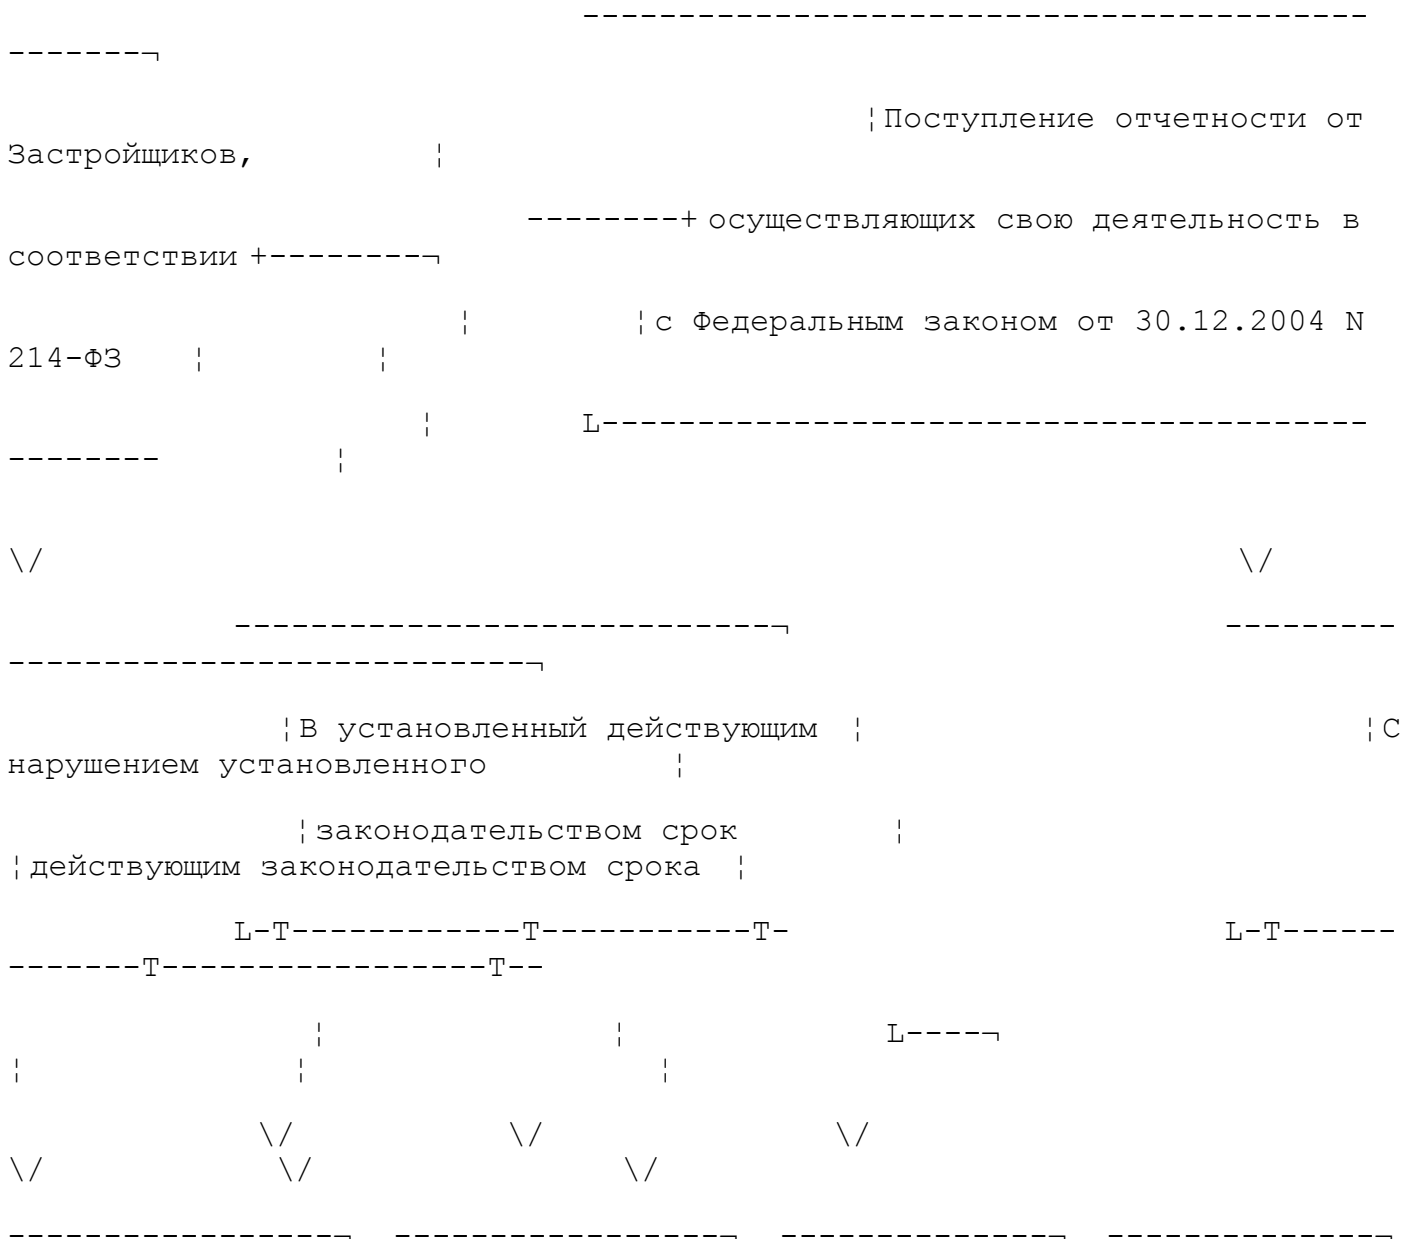 -----------------------------------------
-------¬
¦Поступление отчетности от
Застройщиков, ¦
--------+ осуществляющих свою деятельность в
соответствии +--------¬
¦ ¦с Федеральным законом от 30.12.2004 N
214-ФЗ ¦ ¦
¦ L----------------------------------------
-------- ¦
\/ \/
----------------------------¬ ---------
---------------------------¬
¦В установленный действующим ¦ ¦С
нарушением установленного ¦
¦законодательством срок ¦
¦действующим законодательством срока ¦
L-T------------T-----------T- L-T------
-------T-----------------T--
¦ ¦ L----¬
¦ ¦ ¦
\/ \/ \/
\/ \/ \/
-----------------¬ -----------------¬ ---------------¬ --------------¬